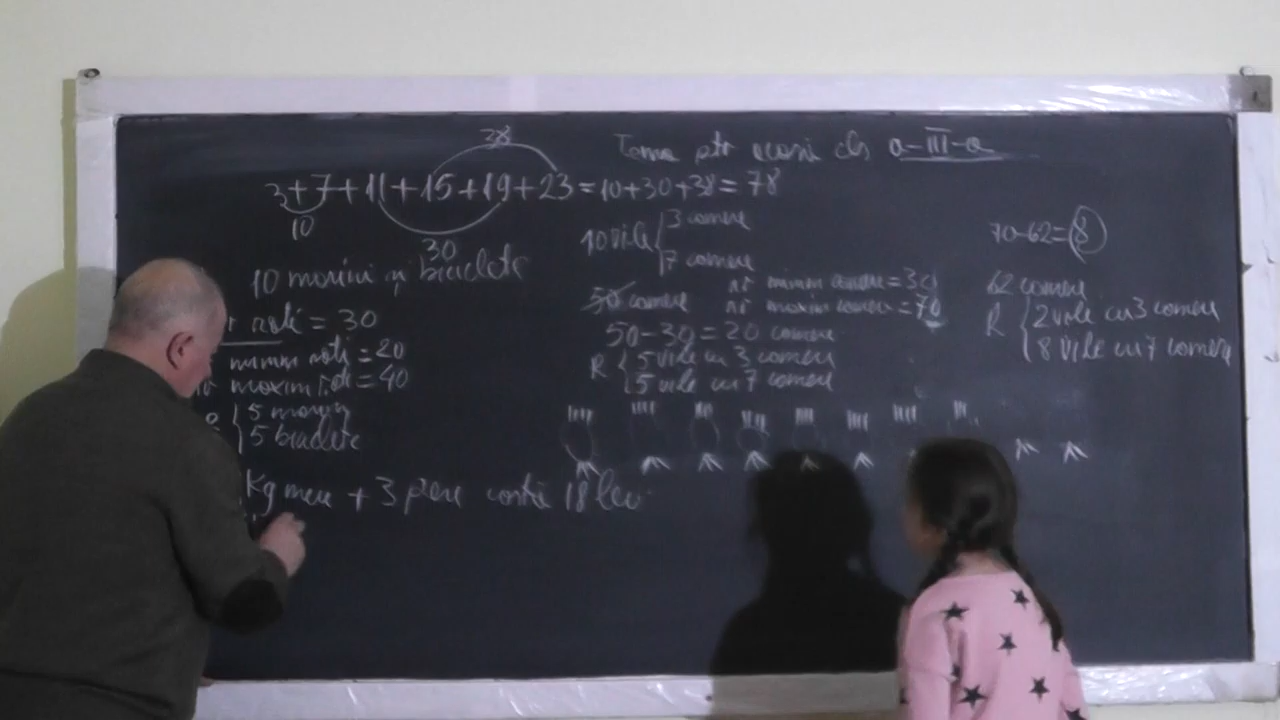 Tema ptr acasă cls a-III-a
38
3+7+11+15+19+23=10+30+38=78
10
30
10 mașini și biciclete
roți = 30
minim roți = 20
maxim roți = 40
5 mașini
5 biciclete
Kg mere + 3 pere costă 18 lei
10 vile
3 camere
7 camere
50 camere
nr minim camere = 30
nr maxim camere = 70
50-30=20 camere
R 5 vile cu 3 camere
5 vile cu 7 camere
70-62=8
62 camere
R 2 vile cu 3 camere
8 vile cu 7 camere